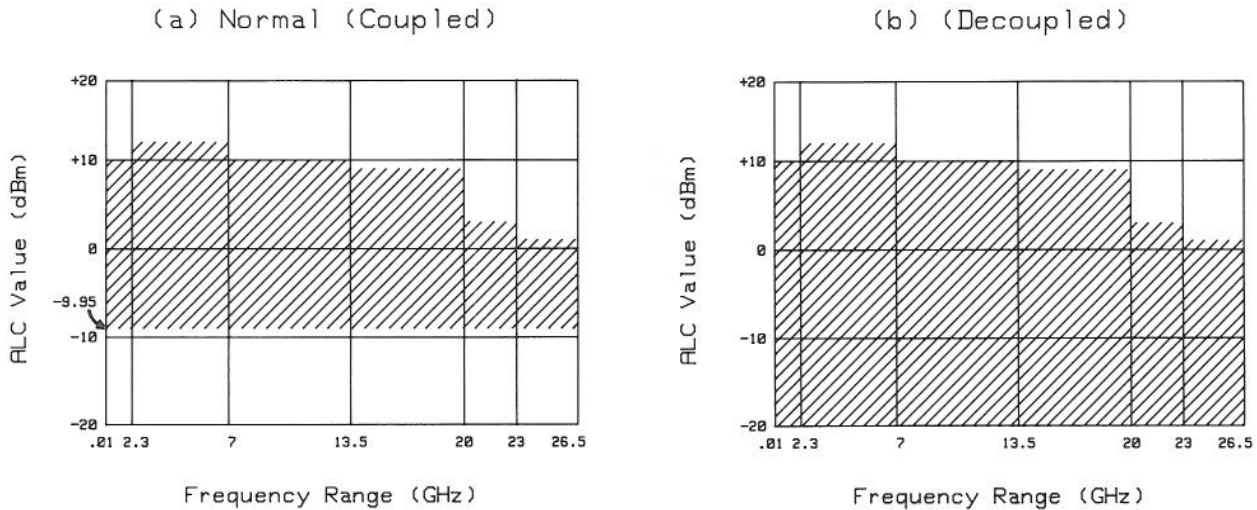 (a) Normal (Coupled)
ALC Value (dBm)
+20
+10
0
-9.95
-10
-20
.01 2.3 7 13.5 20 23 26.5
Frequency Range (GHz)
(b) (Decoupled)
ALC Value (dBm)
+20
+10
0
-10
-20
.01 2.3 7 13.5 20 23 26.5
Frequency Range (GHz)